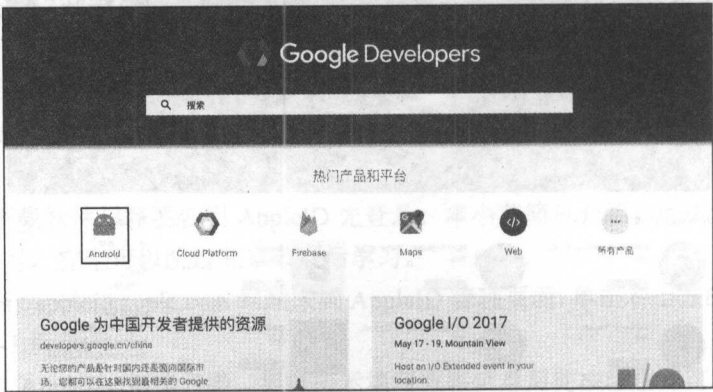 Google Developers
搜索
热门产品和平台
Android
Cloud Platform
Firebase
Maps
Web
所有产品
Google 为中国开发者提供的资源
developers.google.cn/china
无论您的产品是针对国内还是面向国际市
场，您都可以在这里找到最相关的 Google
Google I/O 2017
May 17 - 19, Mountain View
Host an I/O Extended event in your
location.